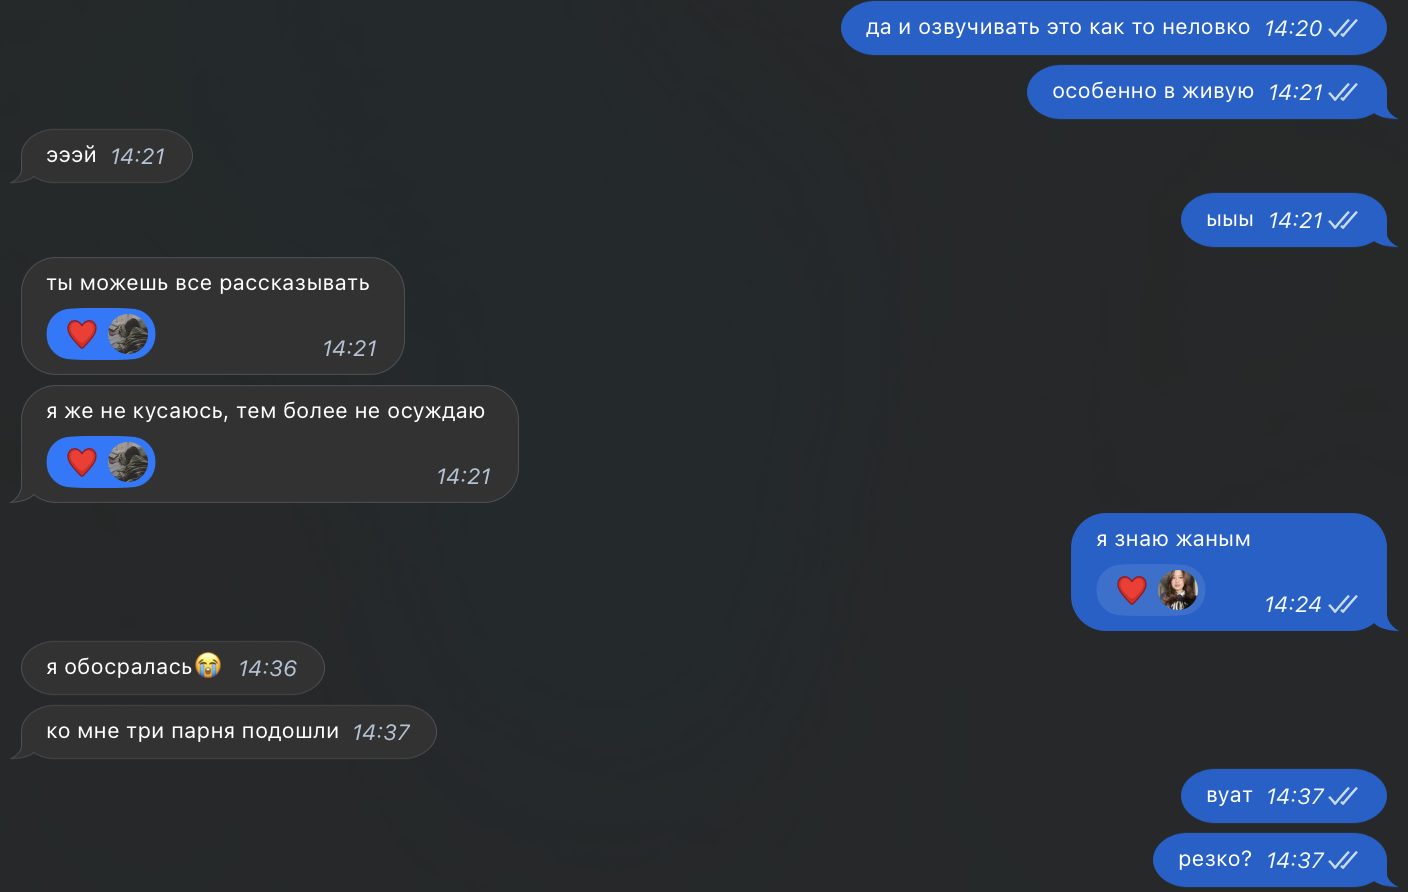 да и озвучивать это как то неловко 14:20
особенно в живую 14:21
эээй 14:21
ыыы 14:21
ты можешь все рассказывать
14:21
я же не кусаюсь, тем более не осуждаю
14:21
я знаю жаным
14:24
я обосралась😭 14:36
ко мне три парня подошли 14:37
вуат 14:37
резко? 14:37